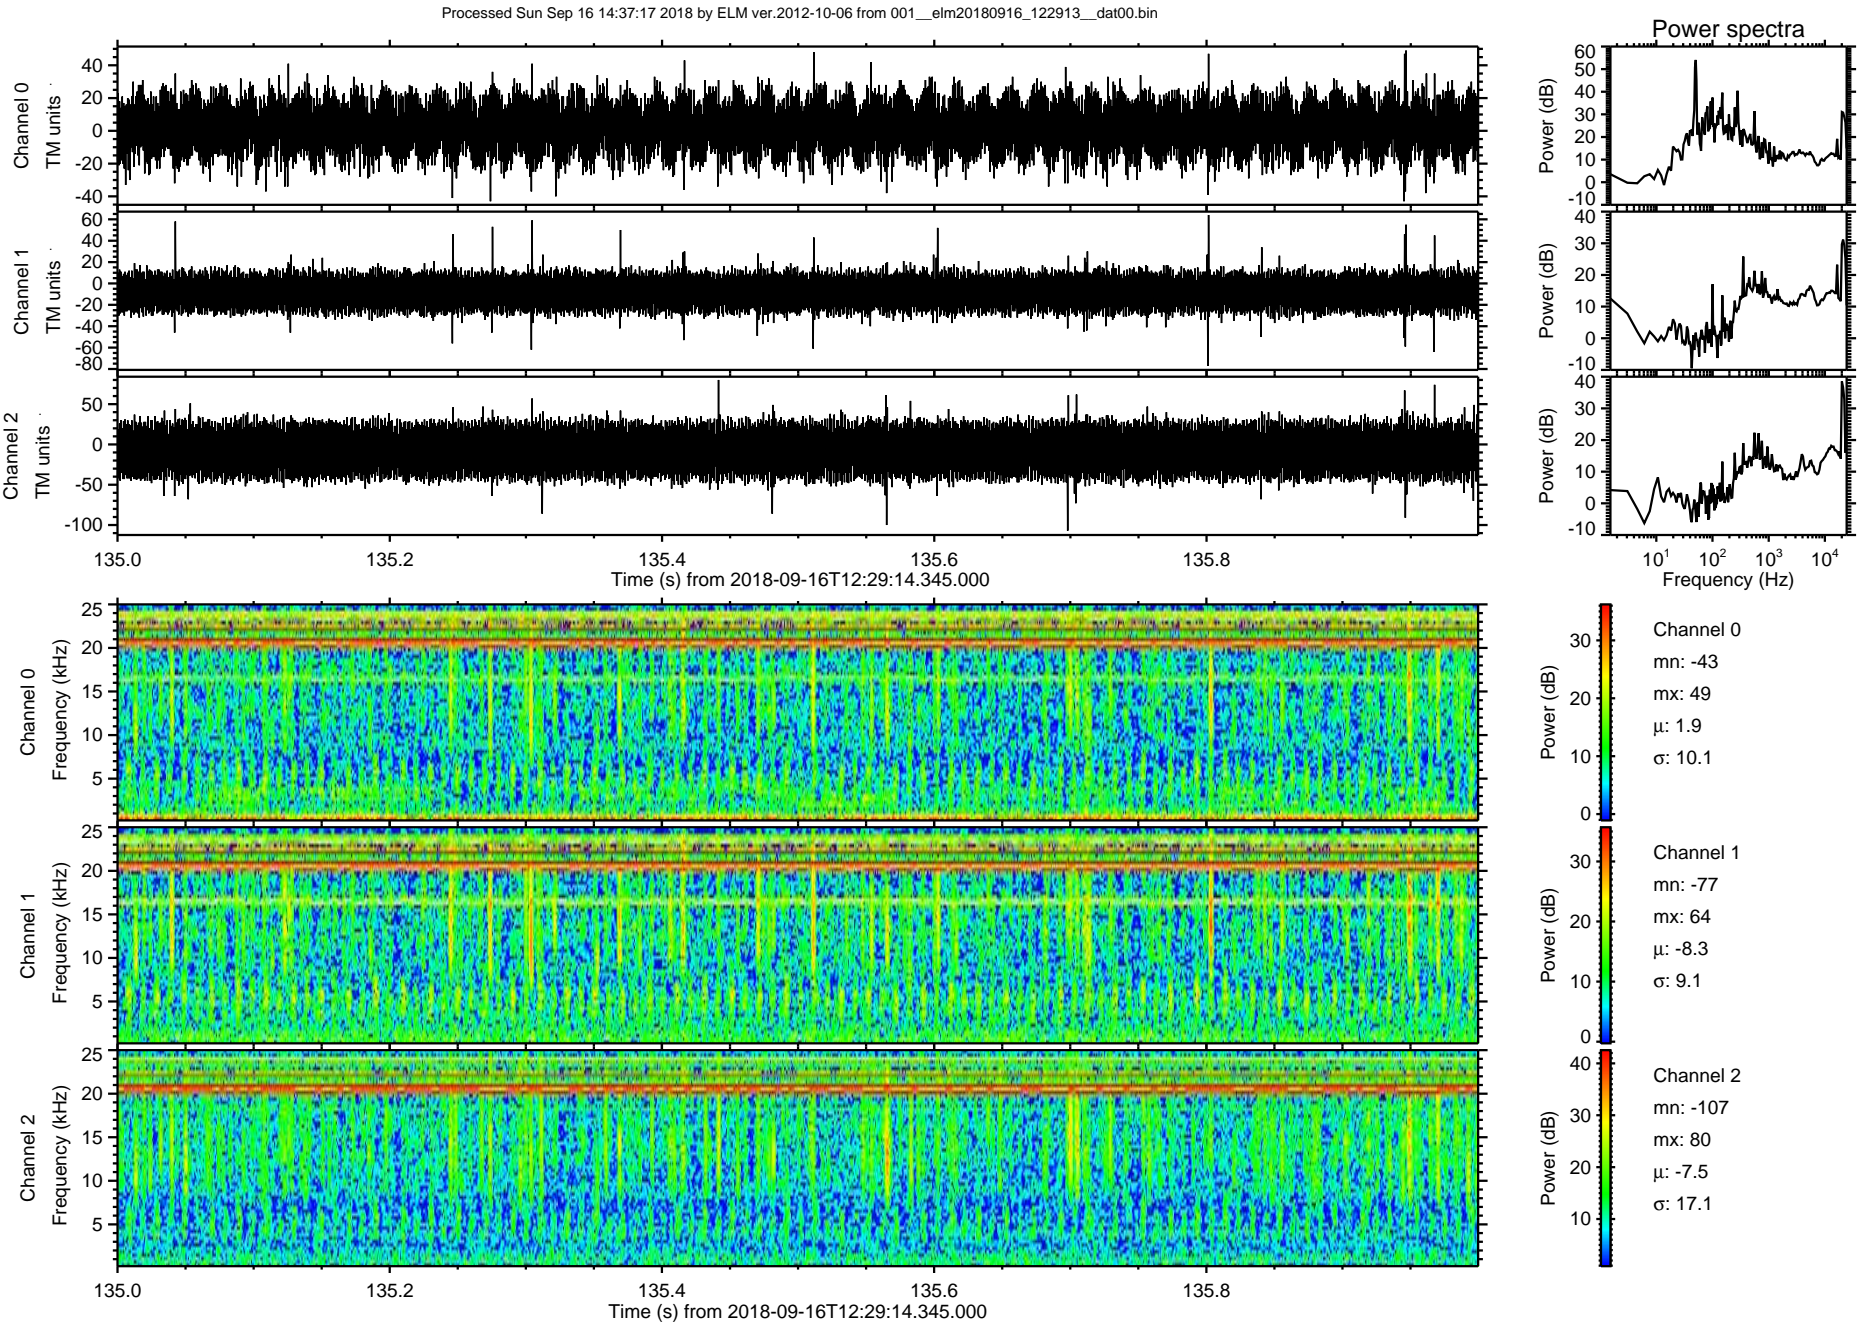 Processed Sun Sep 16 14:37:17 2018 by ELM ver.2012-10-06 from 001__elm20180916_122913__dat00.bin
Power spectra
Channel 0
TM units
40
20
0
-20
-40
Power (dB)
60
50
40
30
20
10
0
-10
Channel 1
TM units
60
40
20
0
-20
-40
-60
-80
Power (dB)
40
30
20
10
0
-10
Channel 2
TM units
50
0
-50
-100
Power (dB)
40
30
20
10
0
-10
135.0 135.2 135.4 135.6 135.8
Time (s) from 2018-09-16T12:29:14.345.000
10^1 10^2 10^3 10^4
Frequency (Hz)
Channel 0
Frequency (kHz)
25
20
15
10
5
Power (dB)
30
20
10
0
Channel 0
mn: -43
mx: 49
μ: 1.9
σ: 10.1
Channel 1
Frequency (kHz)
25
20
15
10
5
Power (dB)
30
20
10
0
Channel 1
mn: -77
mx: 64
μ: -8.3
σ: 9.1
Channel 2
Frequency (kHz)
25
20
15
10
5
Power (dB)
40
30
20
10
Channel 2
mn: -107
mx: 80
μ: -7.5
σ: 17.1
135.0 135.2 135.4 135.6 135.8
Time (s) from 2018-09-16T12:29:14.345.000